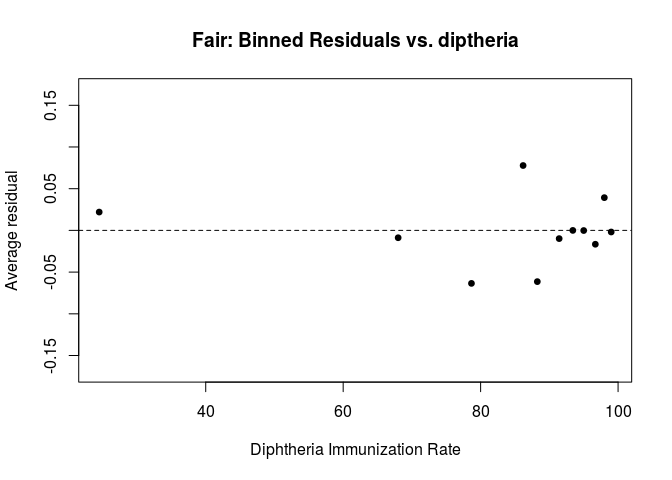 Fair: Binned Residuals vs. diptheria
0.15
0.05
-0.05
-0.15
Average residual
40 60 80 100
Diphtheria Immunization Rate